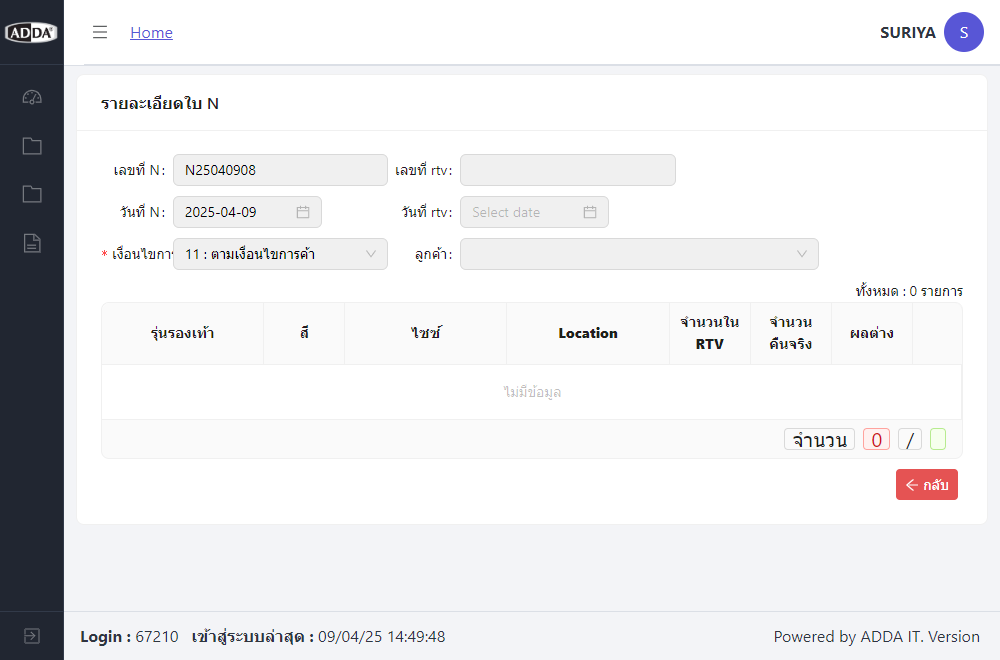 ADDA
Home
SURIYA
S
รายละเอียดใบ N
เลขที่ N: N25040908 เลขที่ rtv:
วันที่ N: 2025-04-09 วันที่ rtv: Select date
* เงื่อนไขการ 11 : ตามเงื่อนไขการค้า ลูกค้า:
ทั้งหมด : 0 รายการ
รุ่นรองเท้า สี ไซซ์ Location จำนวนใน RTV จำนวน คืนจริง ผลต่าง
ไม่มีข้อมูล
จำนวน 0 /
กลับ
Login : 67210 เข้าสู่ระบบล่าสุด : 09/04/25 14:49:48 Powered by ADDA IT. Version